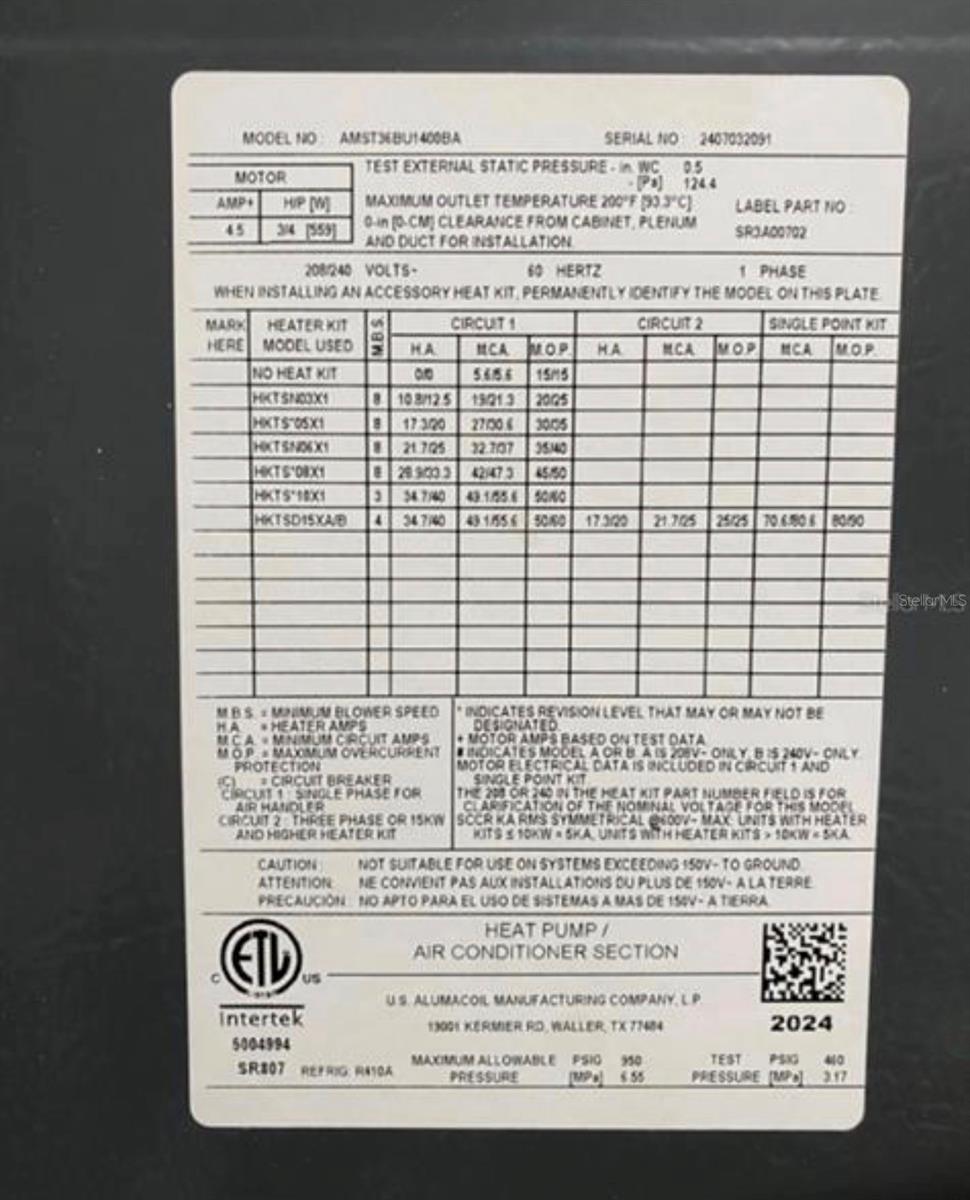 MODEL NO : AMST36BU1400BA SERIAL NO : 2407032091
MOTOR
AMP+ H/P [W]
4.5 3/4 [559]
TEST EXTERNAL STATIC PRESSURE - in. WC 0.5
- [Pa] 124.4
MAXIMUM OUTLET TEMPERATURE 200°F [93.3°C]
0-in [0-CM] CLEARANCE FROM CABINET, PLENUM
AND DUCT FOR INSTALLATION.
LABEL PART NO :
SR3A00702
208/240 VOLTS~ 60 HERTZ 1 PHASE
WHEN INSTALLING AN ACCESSORY HEAT KIT, PERMANENTLY IDENTIFY THE MODEL ON THIS PLATE.
MARK HERE HEATER KIT MODEL USED M.B.S. CIRCUIT 1 CIRCUIT 2 SINGLE POINT KIT
H.A. M.C.A. M.O.P. H.A. M.C.A. M.O.P. M.C.A. M.O.P.
NO HEAT KIT 0/0 5.6/5.6 15/15
HKTSN03X1 8 10.8/12.5 19/21.3 20/25
HKTS*05X1 8 17.3/20 27/30.6 30/35
HKTSN06X1 8 21.7/25 32.7/37 35/40
HKTS*08X1 8 28.9/33.3 42/47.3 45/50
HKTS*10X1 3 34.7/40 49.1/55.6 50/60
HKTSD15XA/B 4 34.7/40 49.1/55.6 50/60 17.3/20 21.7/25 25/25 70.6/80.6 80/90
M.B.S. = MINIMUM BLOWER SPEED
H.A. = HEATER AMPS
M.C.A. = MINIMUM CIRCUIT AMPS
M.O.P. = MAXIMUM OVERCURRENT
PROTECTION
(C) = CIRCUIT BREAKER
CIRCUIT 1 : SINGLE PHASE FOR
AIR HANDLER
CIRCUIT 2 : THREE PHASE OR 15KW
AND HIGHER HEATER KIT
* INDICATES REVISION LEVEL THAT MAY OR MAY NOT BE
DESIGNATED.
+ MOTOR AMPS BASED ON TEST DATA.
# INDICATES MODEL A OR B. A IS 208V~ ONLY, B IS 240V~ ONLY.
MOTOR ELECTRICAL DATA IS INCLUDED IN CIRCUIT 1 AND
SINGLE POINT KIT.
THE 208 OR 240 IN THE HEAT KIT PART NUMBER FIELD IS FOR
CLARIFICATION OF THE NOMINAL VOLTAGE FOR THIS MODEL.
SCCR KA RMS SYMMETRICAL @600V~ MAX: UNITS WITH HEATER
KITS ≤ 10KW = 5KA, UNITS WITH HEATER KITS > 10KW = 5KA.
CAUTION : NOT SUITABLE FOR USE ON SYSTEMS EXCEEDING 150V~ TO GROUND.
ATTENTION: NE CONVIENT PAS AUX INSTALLATIONS DU PLUS DE 150V~ A LA TERRE.
PRECAUCIÓN : NO APTO PARA EL USO DE SISTEMAS A MAS DE 150V~ A TIERRA.
HEAT PUMP /
AIR CONDITIONER SECTION
C ETL US
Intertek
5004994
SR807 REFRIG: R410A
U.S. ALUMACOIL MANUFACTURING COMPANY, L.P.
19001 KERMIER RD, WALLER, TX 77484
2024
MAXIMUM ALLOWABLE PSIG 950 TEST PSIG 460
PRESSURE [MPa] 6.55 PRESSURE [MPa] 3.17
StellarMLS